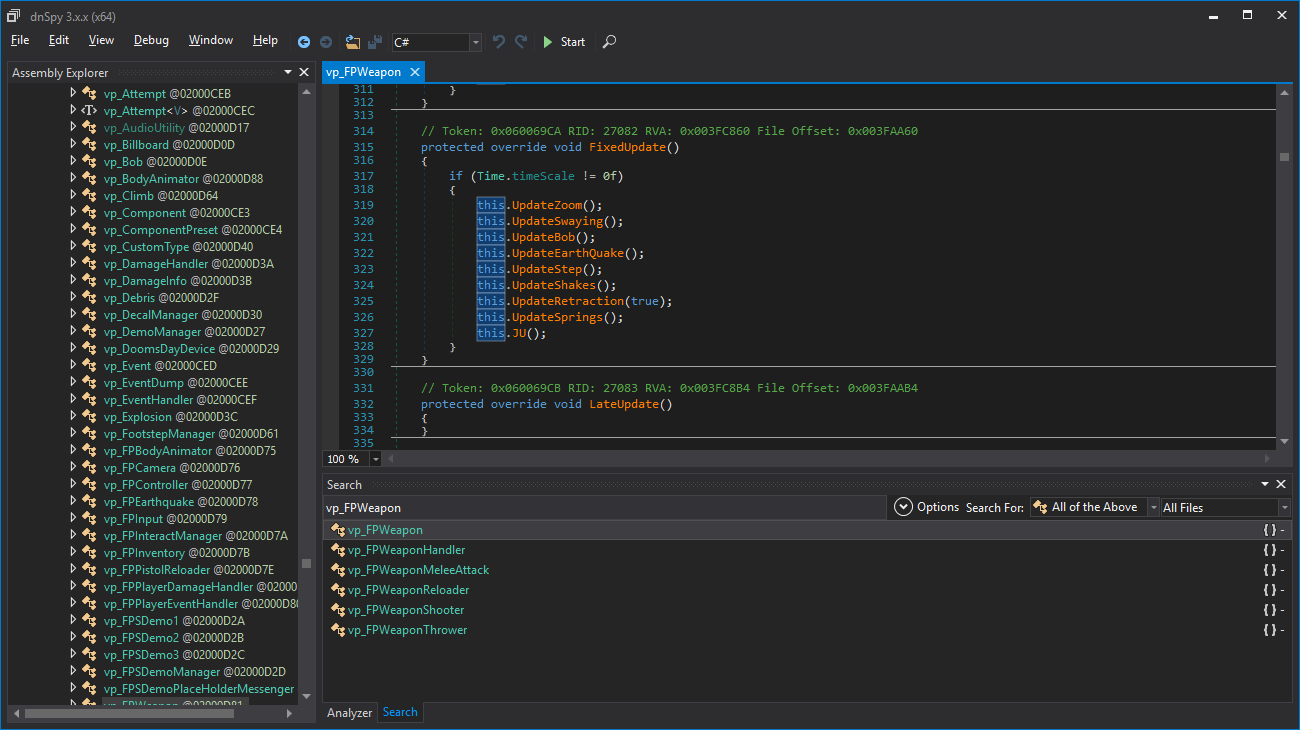 dnSpy 3.x.x (x64)
File Edit View Debug Window Help C# Start
Assembly Explorer
vp_Attempt @02000CEB
vp_Attempt<V> @02000CEC
vp_AudioUtility @02000D17
vp_Billboard @02000D0D
vp_Bob @02000D0E
vp_BodyAnimator @02000D88
vp_Climb @02000D64
vp_Component @02000CE3
vp_ComponentPreset @02000CE4
vp_CustomType @02000D40
vp_DamageHandler @02000D3A
vp_DamageInfo @02000D3B
vp_Debris @02000D2F
vp_DecalManager @02000D30
vp_DemoManager @02000D27
vp_DoomsDayDevice @02000D29
vp_Event @02000CED
vp_EventDump @02000CEE
vp_EventHandler @02000CEF
vp_Explosion @02000D3C
vp_FootstepManager @02000D61
vp_FPBodyAnimator @02000D75
vp_FPCamera @02000D76
vp_FPController @02000D77
vp_FPEarthquake @02000D78
vp_FPInput @02000D79
vp_FPInteractManager @02000D7A
vp_FPInventory @02000D7B
vp_FPPistolReloader @02000D7E
vp_FPPlayerDamageHandler @02000
vp_FPPlayerEventHandler @02000D80
vp_FPSDemo1 @02000D2A
vp_FPSDemo2 @02000D2B
vp_FPSDemo3 @02000D2C
vp_FPSDemoManager @02000D2D
vp_FPSDemoPlaceHolderMessenger
vp_FPWeapon @02000D81
vp_FPWeapon
311 }
312 }
313
314 // Token: 0x060069CA RID: 27082 RVA: 0x003FC860 File Offset: 0x003FAA60
315 protected override void FixedUpdate()
316 {
317 if (Time.timeScale != 0f)
318 {
319 this.UpdateZoom();
320 this.UpdateSwaying();
321 this.UpdateBob();
322 this.UpdateEarthQuake();
323 this.UpdateStep();
324 this.UpdateShakes();
325 this.UpdateRetraction(true);
326 this.UpdateSprings();
327 this.JU();
328 }
329 }
330
331 // Token: 0x060069CB RID: 27083 RVA: 0x003FC8B4 File Offset: 0x003FAAB4
332 protected override void LateUpdate()
333 {
334 }
335
100 %
Search
vp_FPWeapon Options Search For: All of the Above All Files
vp_FPWeapon { } -
vp_FPWeaponHandler { } -
vp_FPWeaponMeleeAttack { } -
vp_FPWeaponReloader { } -
vp_FPWeaponShooter { } -
vp_FPWeaponThrower { } -
Analyzer Search